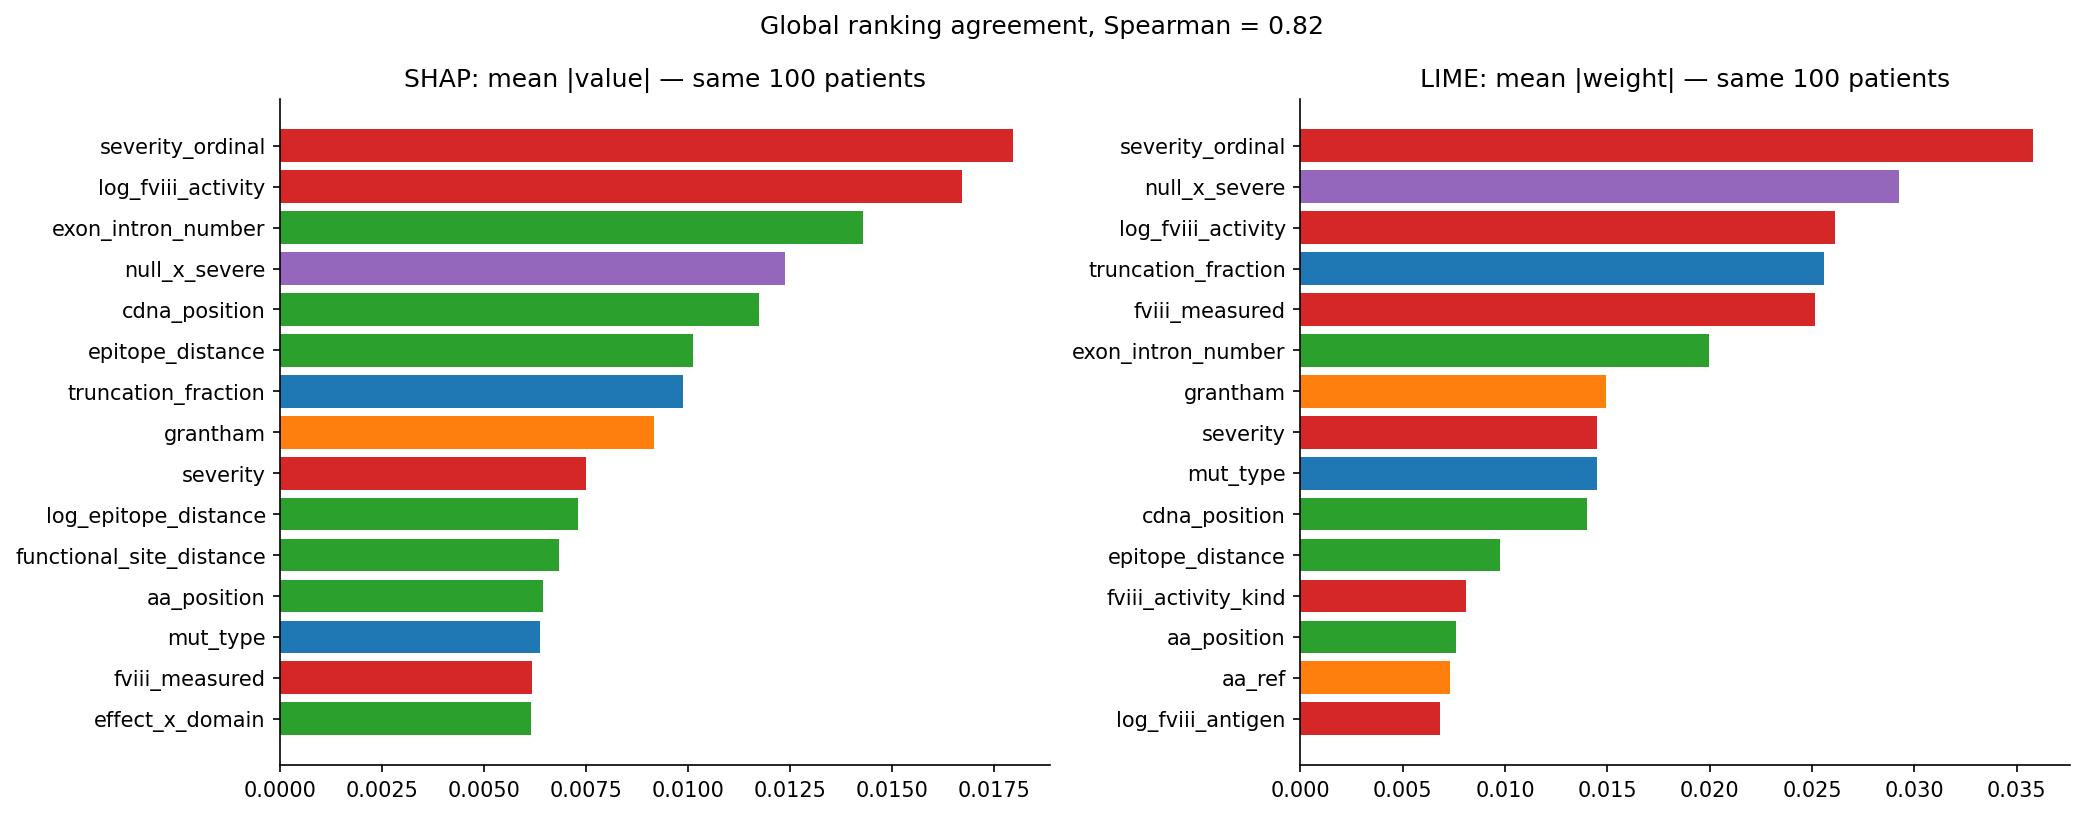 Global ranking agreement, Spearman = 0.82
SHAP: mean |value| — same 100 patients
severity_ordinal
log_fviii_activity
exon_intron_number
null_x_severe
cdna_position
epitope_distance
truncation_fraction
grantham
severity
log_epitope_distance
functional_site_distance
aa_position
mut_type
fviii_measured
effect_x_domain
0.0000 0.0025 0.0050 0.0075 0.0100 0.0125 0.0150 0.0175
LIME: mean |weight| — same 100 patients
severity_ordinal
null_x_severe
log_fviii_activity
truncation_fraction
fviii_measured
exon_intron_number
grantham
severity
mut_type
cdna_position
epitope_distance
fviii_activity_kind
aa_position
aa_ref
log_fviii_antigen
0.000 0.005 0.010 0.015 0.020 0.025 0.030 0.035